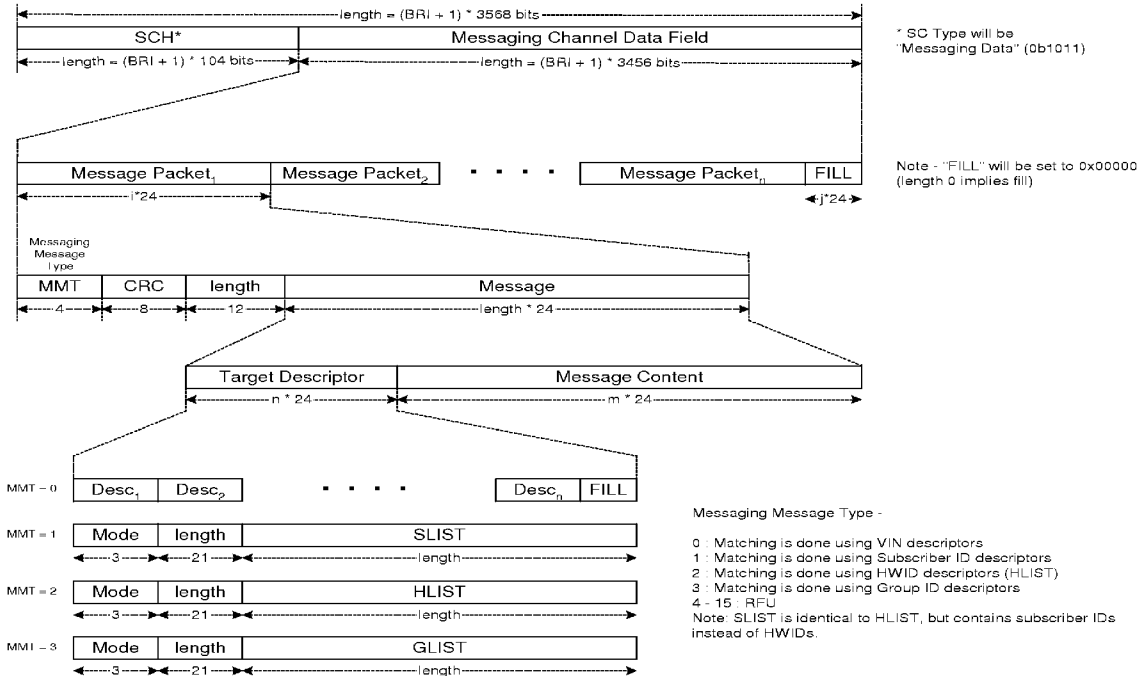 length = (BRI + 1) * 3568 bits
SCH*
Messaging Channel Data Field
* SC Type will be
"Messaging Data" (0b1011)
length = (BRI + 1) * 104 bits
length = (BRI + 1) * 3456 bits
Message Packet1
Message Packet2
Message Packetn
FILL
Note - "FILL" will be set to 0x00000
(length 0 implies fill)
i*24
j*24
Messaging
Message
Type
MMT
CRC
length
Message
4
8
12
length * 24
Target Descriptor
Message Content
n * 24
m * 24
MMT = 0
Desc1
Desc2
Descn
FILL
MMT = 1
Mode
length
SLIST
3
21
length
MMT = 2
Mode
length
HLIST
3
21
length
MMT = 3
Mode
length
GLIST
3
21
length
Messaging Message Type -
0 : Matching is done using VIN descriptors
1 : Matching is done using Subscriber ID descriptors
2 : Matching is done using HWID descriptors (HLIST)
3 : Matching is done using Group ID descriptors
4 - 15 : RFU
Note: SLIST is identical to HLIST, but contains subscriber IDs
instead of HWIDs.